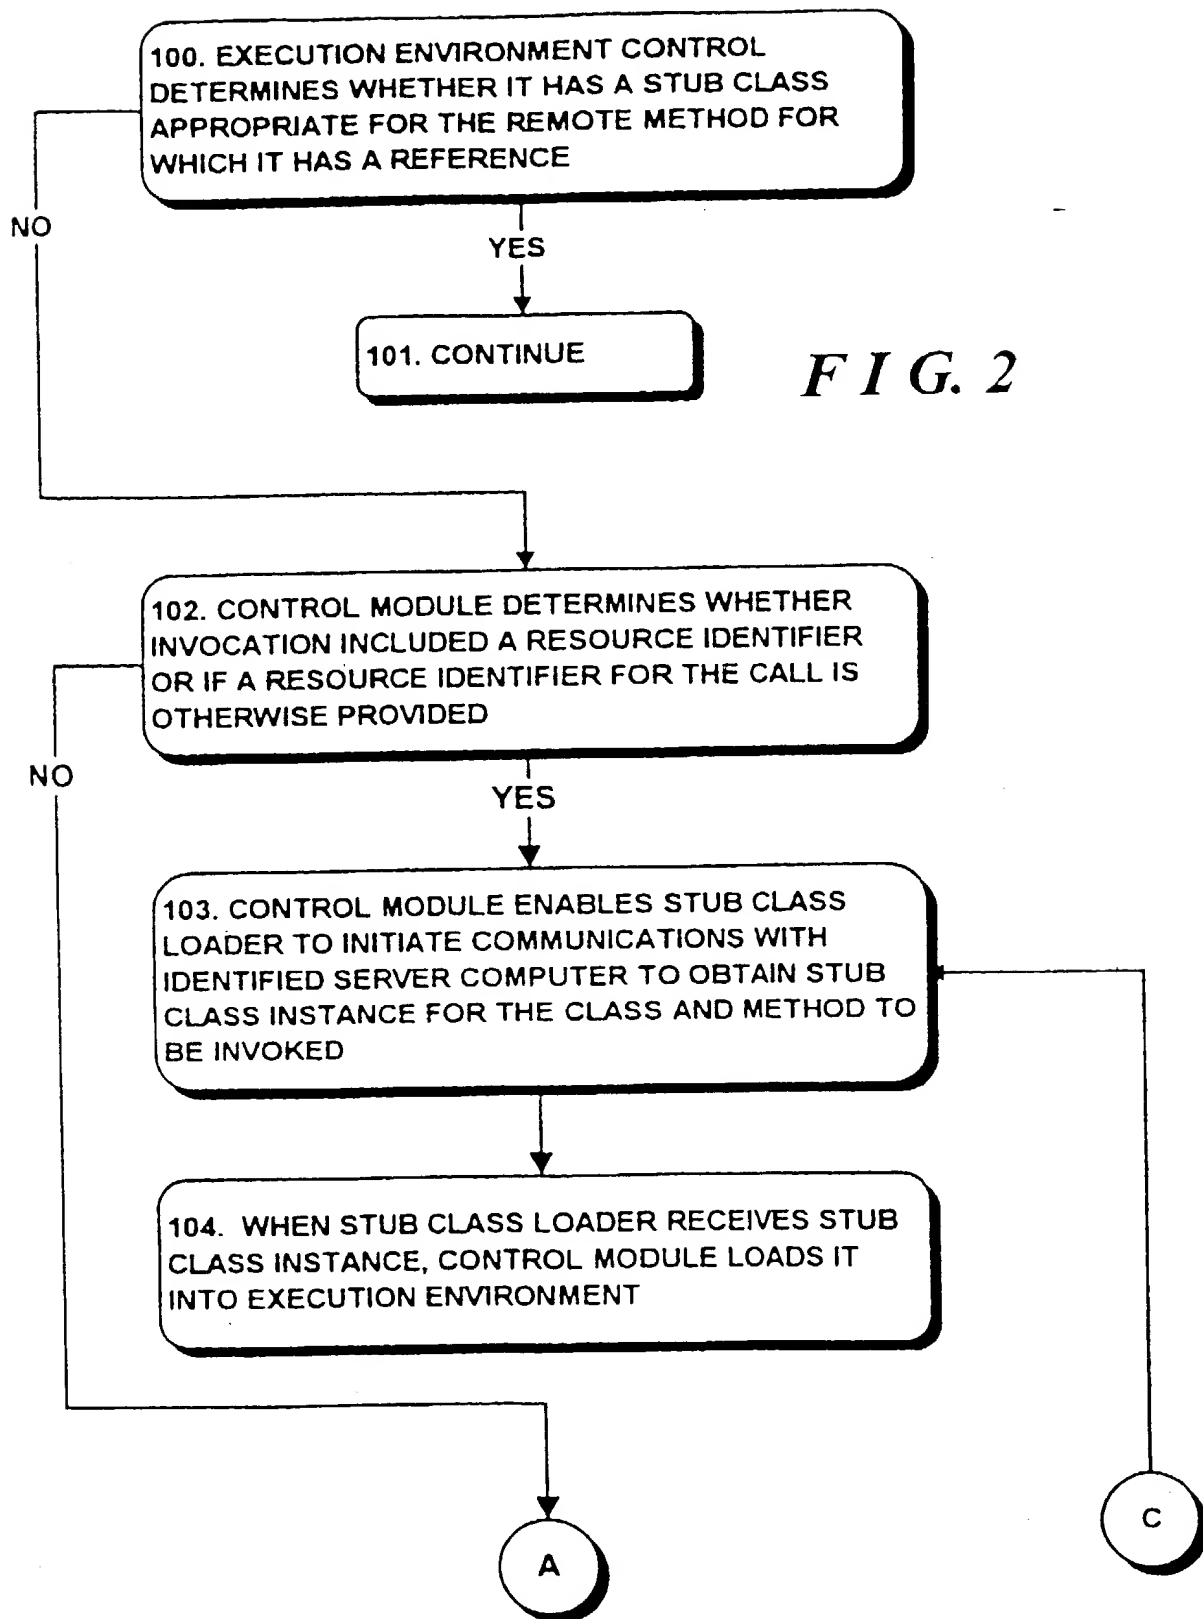 100. EXECUTION ENVIRONMENT CONTROL
DETERMINES WHETHER IT HAS A STUB CLASS
APPROPRIATE FOR THE REMOTE METHOD FOR
WHICH IT HAS A REFERENCE
NO
YES
101. CONTINUE
FIG. 2
102. CONTROL MODULE DETERMINES WHETHER
INVOCATION INCLUDED A RESOURCE IDENTIFIER
OR IF A RESOURCE IDENTIFIER FOR THE CALL IS
OTHERWISE PROVIDED
NO
YES
103. CONTROL MODULE ENABLES STUB CLASS
LOADER TO INITIATE COMMUNICATIONS WITH
IDENTIFIED SERVER COMPUTER TO OBTAIN STUB
CLASS INSTANCE FOR THE CLASS AND METHOD TO
BE INVOKED
104. WHEN STUB CLASS LOADER RECEIVES STUB
CLASS INSTANCE, CONTROL MODULE LOADS IT
INTO EXECUTION ENVIRONMENT
A
C